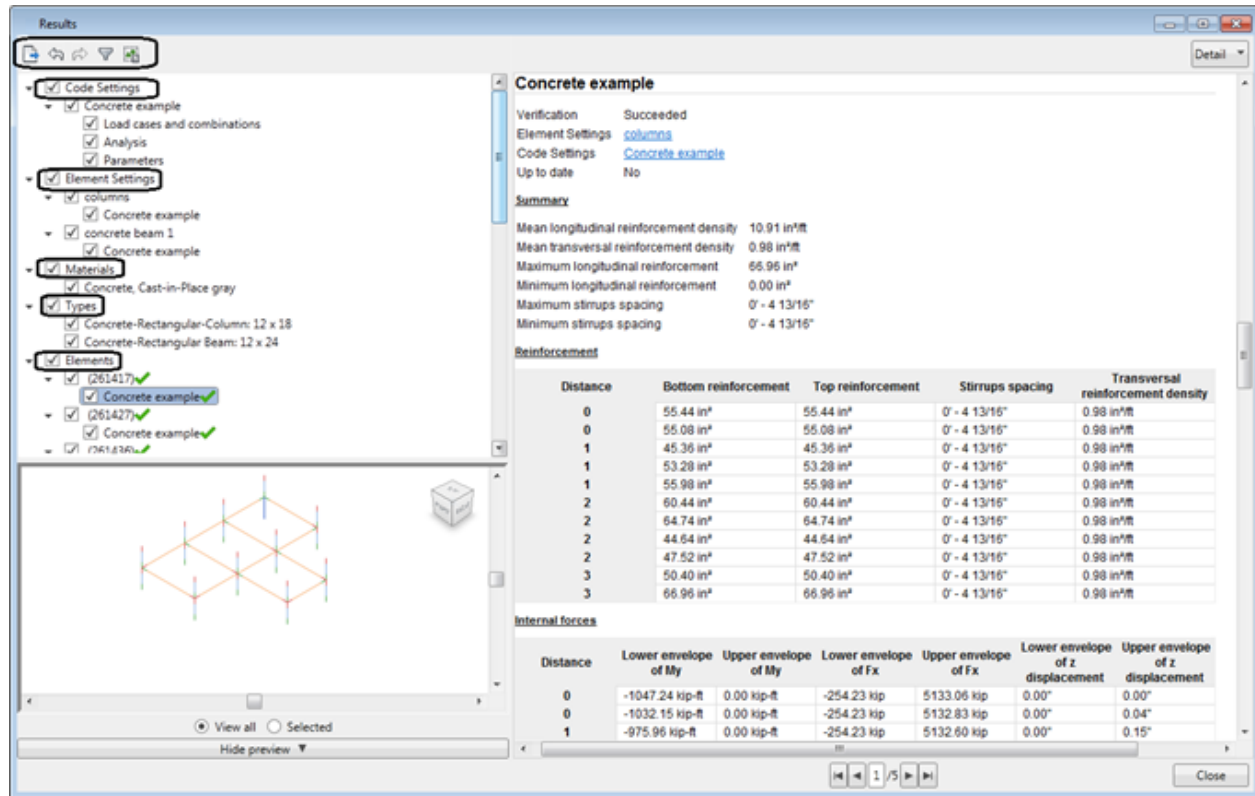 Results
Detail
Code Settings
Concrete example
Load cases and combinations
Analysis
Parameters
Element Settings
columns
Concrete example
concrete beam 1
Concrete example
Materials
Concrete, Cast-in-Place gray
Types
Concrete-Rectangular-Column: 12 x 18
Concrete-Rectangular Beam: 12 x 24
Elements
(261417)
Concrete example
(261427)
Concrete example
(261436)
View all Selected
Hide preview ▼
Concrete example
Verification Succeeded
Element Settings columns
Code Settings Concrete example
Up to date No
Summary
Mean longitudinal reinforcement density 10.91 in²/ft
Mean transversal reinforcement density 0.98 in²/ft
Maximum longitudinal reinforcement 66.96 in²
Minimum longitudinal reinforcement 0.00 in²
Maximum stirrups spacing 0' - 4 13/16"
Minimum stirrups spacing 0' - 4 13/16"
Reinforcement
Distance Bottom reinforcement Top reinforcement Stirrups spacing Transversal reinforcement density
0 55.44 in² 55.44 in² 0' - 4 13/16" 0.98 in²/ft
0 55.08 in² 55.08 in² 0' - 4 13/16" 0.98 in²/ft
1 45.36 in² 45.36 in² 0' - 4 13/16" 0.98 in²/ft
1 53.28 in² 53.28 in² 0' - 4 13/16" 0.98 in²/ft
1 55.98 in² 55.98 in² 0' - 4 13/16" 0.98 in²/ft
2 60.44 in² 60.44 in² 0' - 4 13/16" 0.98 in²/ft
2 64.74 in² 64.74 in² 0' - 4 13/16" 0.98 in²/ft
2 44.64 in² 44.64 in² 0' - 4 13/16" 0.98 in²/ft
2 47.52 in² 47.52 in² 0' - 4 13/16" 0.98 in²/ft
3 50.40 in² 50.40 in² 0' - 4 13/16" 0.98 in²/ft
3 66.96 in² 66.96 in² 0' - 4 13/16" 0.98 in²/ft
Internal forces
Distance Lower envelope of My Upper envelope of My Lower envelope of Fx Upper envelope of Fx Lower envelope of z displacement Upper envelope of z displacement
0 -1047.24 kip-ft 0.00 kip-ft -254.23 kip 5133.06 kip 0.00" 0.00"
0 -1032.15 kip-ft 0.00 kip-ft -254.23 kip 5132.83 kip 0.00" 0.04"
1 -975.96 kip-ft 0.00 kip-ft -254.23 kip 5132.60 kip 0.00" 0.15"
1 /5
Close